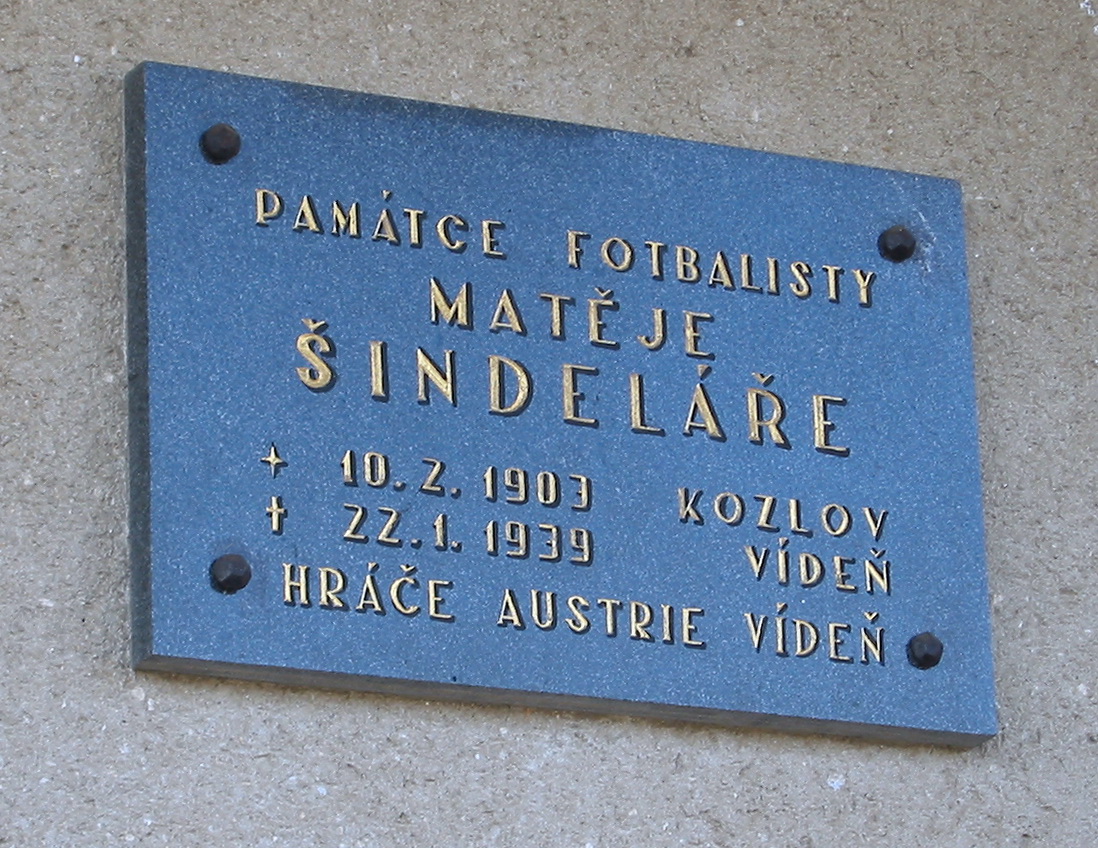 PAMÁTCE FOTBALISTY
MATĚJE
ŠINDELÁŘE
✦ 10. 2. 1903 KOZLOV
✝ 22. 1. 1939 VÍDEŇ
HRÁČE AUSTRIE VÍDEŇ